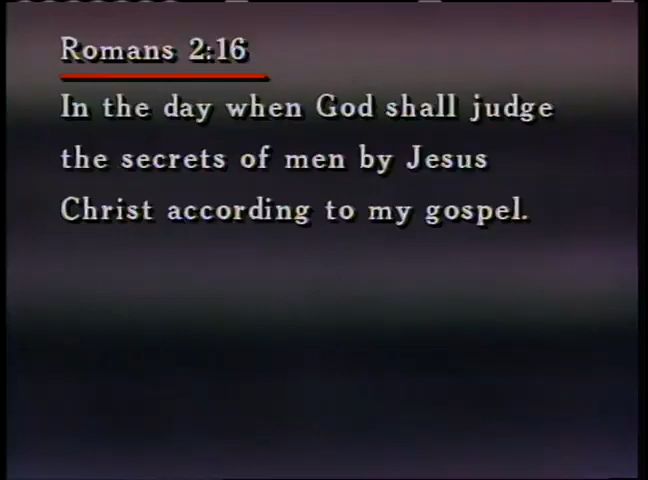 Romans 2:16
In the day when God shall judge
the secrets of men by Jesus
Christ according to my gospel.